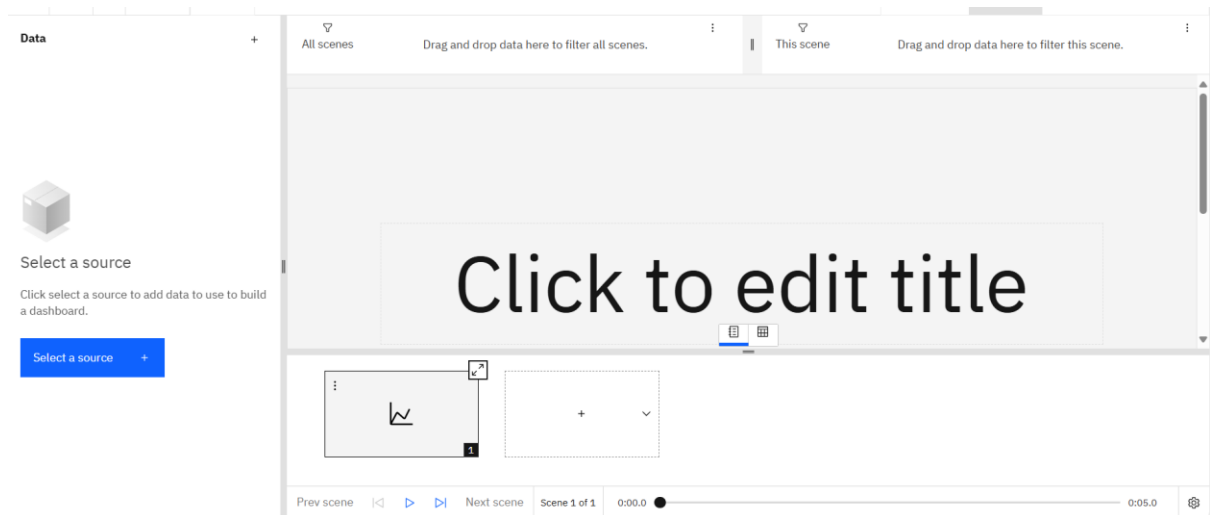 Data
+
All scenes
Drag and drop data here to filter all scenes.
This scene
Drag and drop data here to filter this scene.
Select a source
Click select a source to add data to use to build
a dashboard.
Select a source +
Click to edit title
1
+
Prev scene
Next scene
Scene 1 of 1
0:00.0
0:05.0